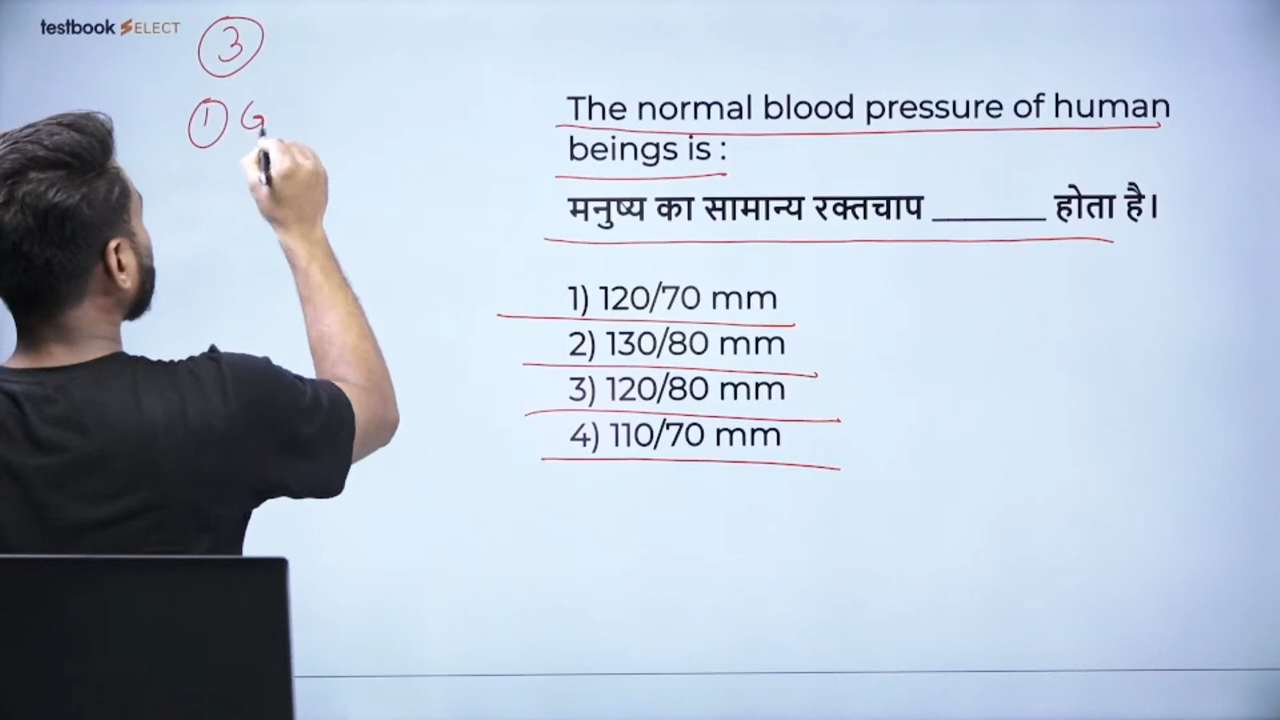 testbook SELECT
3
1 G
The normal blood pressure of human
beings is :
मनुष्य का सामान्य रक्तचाप ________ होता है।
1) 120/70 mm
2) 130/80 mm
3) 120/80 mm
4) 110/70 mm